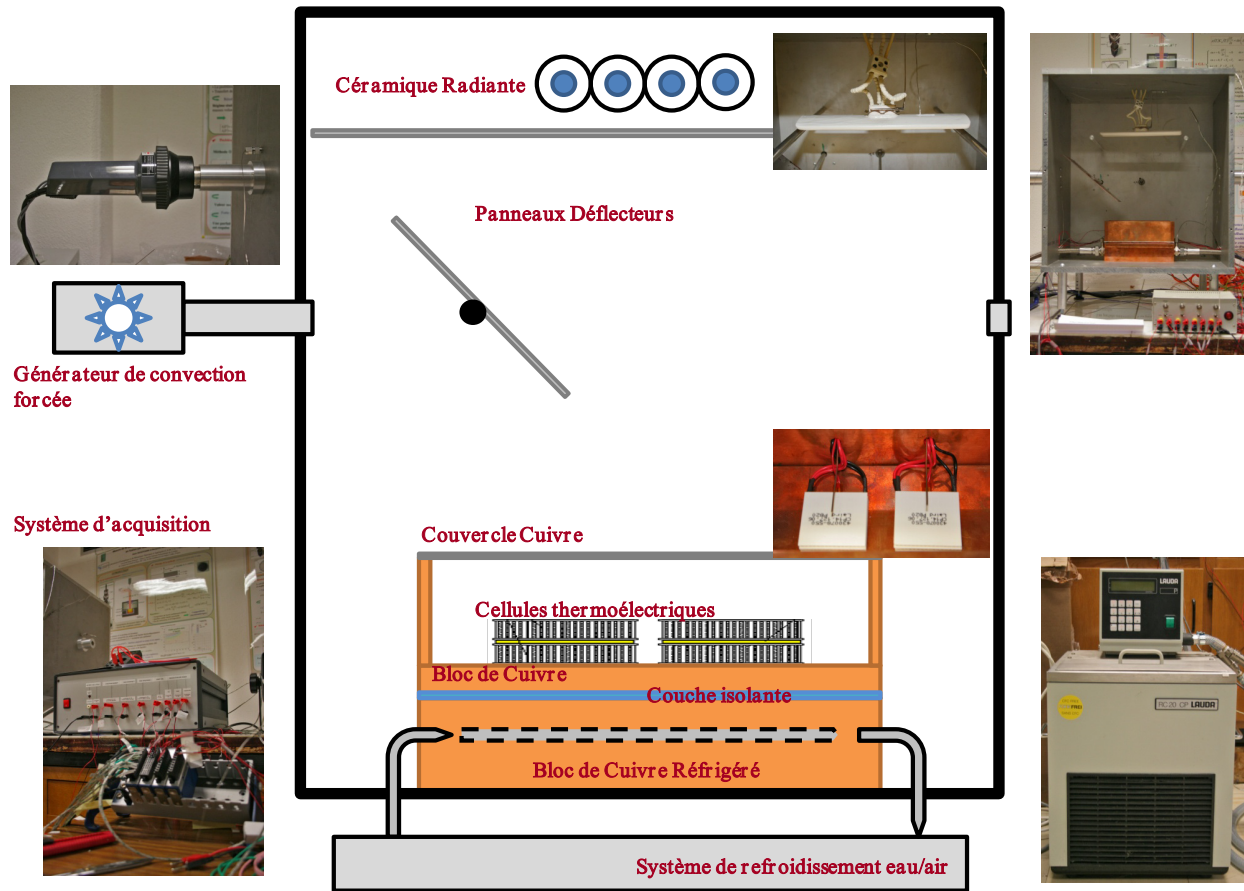 Céramique Radiante
Panneaux Déflecteurs
Générateur de convection
forcée
Système d'acquisition
Couvercle Cuivre
Cellules thermoélectriques
Bloc de Cuivre
Couche isolante
Bloc de Cuivre Réfrigéré
Système de refroidissement eau/air
LAUDA
RC 20 CP LAUDA